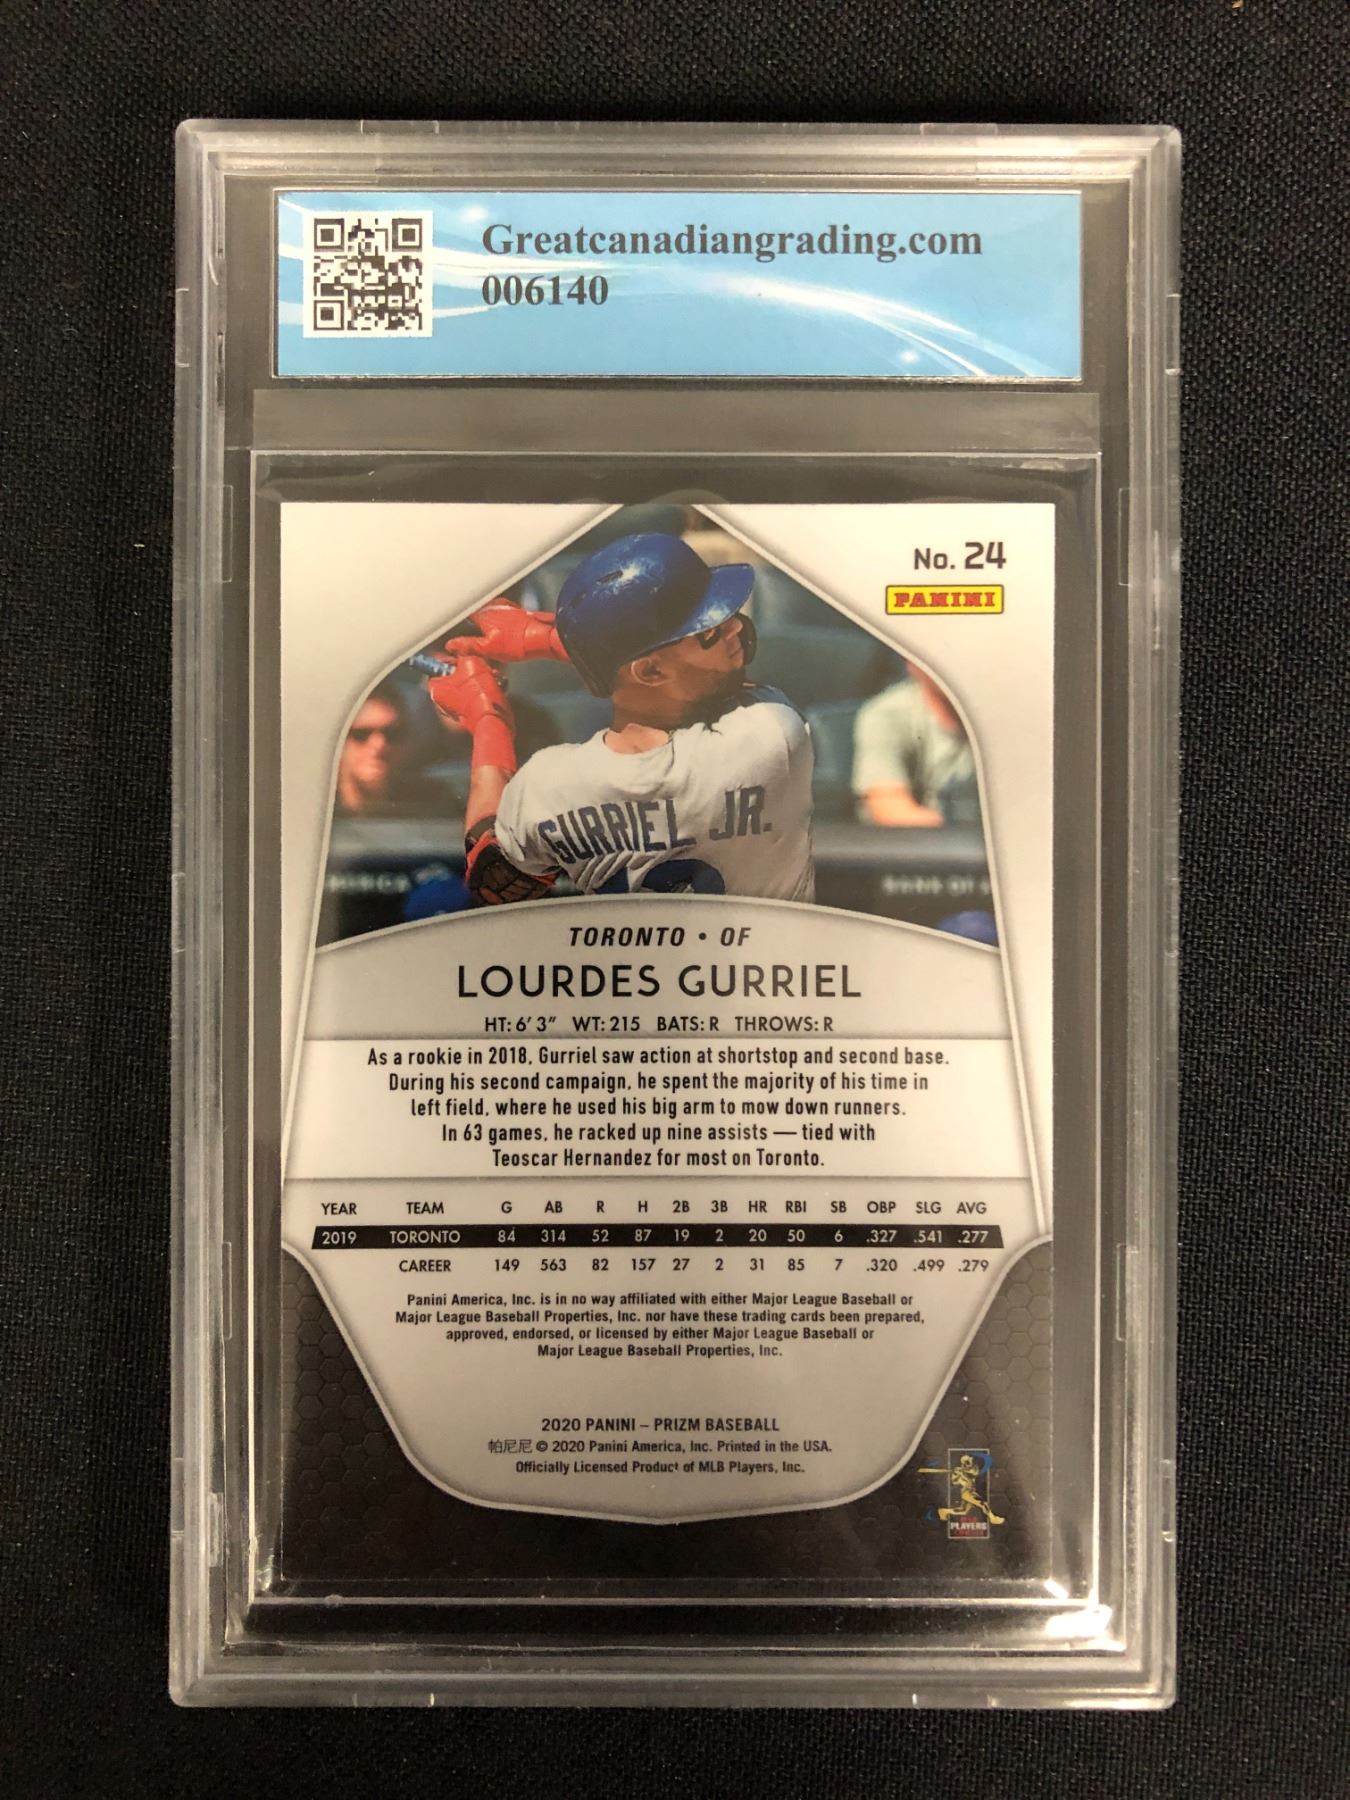 Greatcanadiangrading.com
006140
No. 24
PANINI
GURRIEL JR.
TORONTO • OF
LOURDES GURRIEL
HT: 6' 3" WT: 215 BATS: R THROWS: R
As a rookie in 2018, Gurriel saw action at shortstop and second base.
During his second campaign, he spent the majority of his time in
left field, where he used his big arm to mow down runners.
In 63 games, he racked up nine assists — tied with
Teoscar Hernandez for most on Toronto.
YEAR TEAM G AB R H 2B 3B HR RBI SB OBP SLG AVG
2019 TORONTO 84 314 52 87 19 2 20 50 6 .327 .541 .277
CAREER 149 563 82 157 27 2 31 85 7 .320 .499 .279
Panini America, Inc. is in no way affiliated with either Major League Baseball or
Major League Baseball Properties, Inc. nor have these trading cards been prepared,
approved, endorsed, or licensed by either Major League Baseball or
Major League Baseball Properties, Inc.
2020 PANINI – PRIZM BASEBALL
帕尼尼 © 2020 Panini America, Inc. Printed in the USA.
Officially Licensed Product of MLB Players, Inc.
PLAYERS